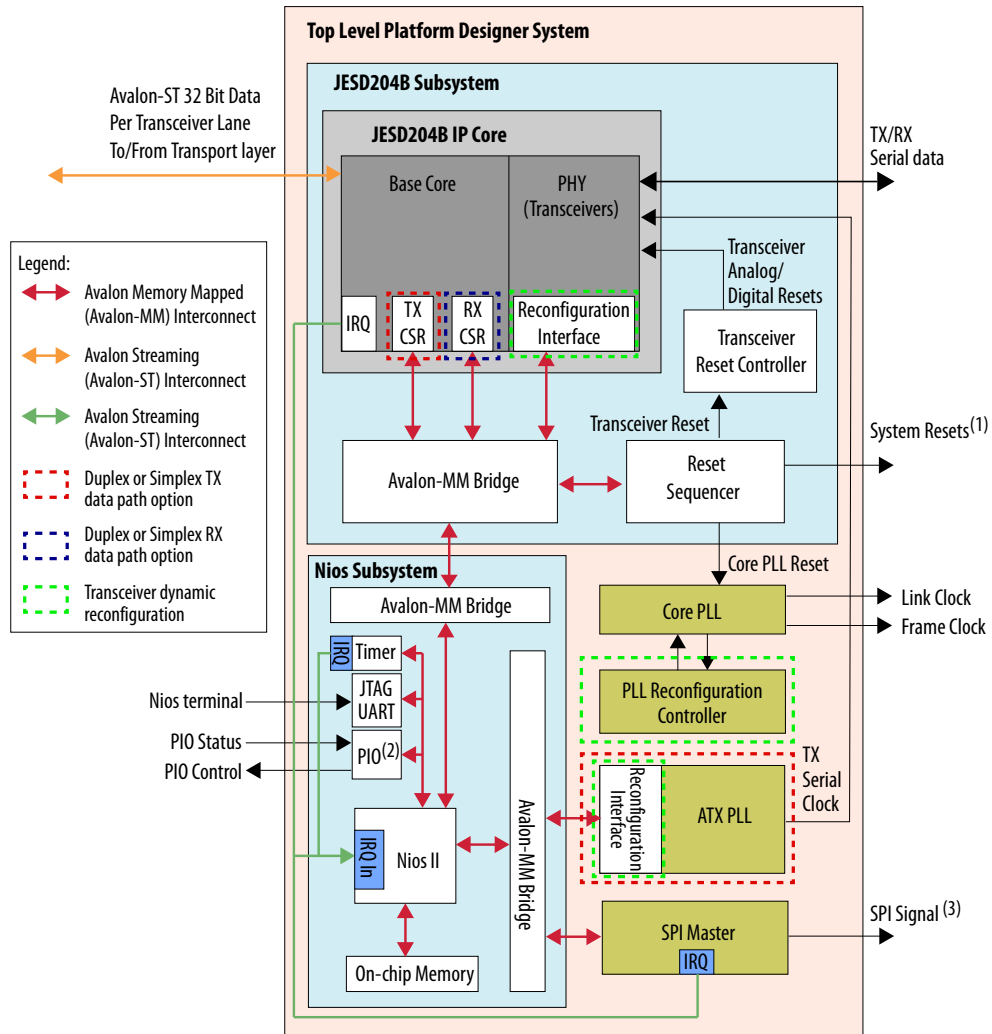 Top Level Platform Designer System
JESD204B Subsystem
Avalon-ST 32 Bit Data
Per Transceiver Lane
To/From Transport layer
JESD204B IP Core
Base Core
PHY
(Transceivers)
TX/RX
Serial data
Legend:
Avalon Memory Mapped
(Avalon-MM) Interconnect
Avalon Streaming
(Avalon-ST) Interconnect
Avalon Streaming
(Avalon-ST) Interconnect
Duplex or Simplex TX
data path option
Duplex or Simplex RX
data path option
Transceiver dynamic
reconfiguration
IRQ
TX
CSR
RX
CSR
Reconfiguration
Interface
Transceiver
Analog/
Digital Resets
Transceiver
Reset Controller
Transceiver Reset
System Resets(1)
Avalon-MM Bridge
Reset
Sequencer
Core PLL Reset
Nios Subsystem
Avalon-MM Bridge
Core PLL
Link Clock
Frame Clock
IRQ
Timer
JTAG
UART
Nios terminal
PIO(2)
PIO Status
PIO Control
PLL Reconfiguration
Controller
Avalon-MM Bridge
Reconfiguration
Interface
ATX PLL
TX
Serial
Clock
IRQ In
Nios II
On-chip Memory
SPI Master
IRQ
SPI Signal (3)